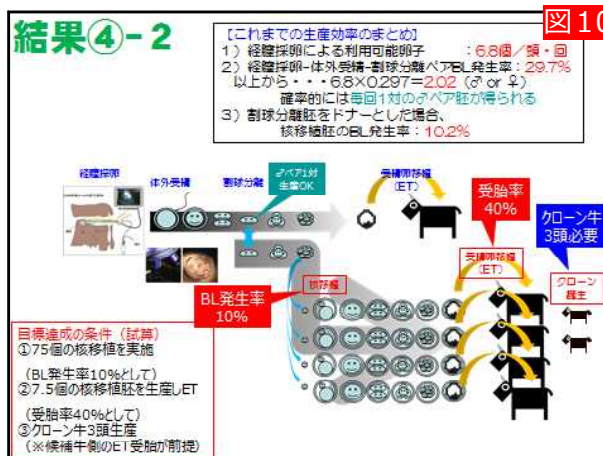 図10
結果④-2
【これまでの生産効率のまとめ】
1）経膣採卵による利用可能卵子　：6.8個／頭・回
2）経膣採卵-体外受精-割球分離ペアBL発生率：29.7%
以上から・・・6.8×0.297＝2.02（♂ or ♀）
確率的には毎回1対の♂ペア胚が得られる
3）割球分離胚をドナーとした場合、
核移植胚のBL発生率：10.2%
経膣採卵
体外受精
割球分離
♂ペア1対
生産OK
受精卵移植
(ET)
受胎率
40%
クローン牛
3頭必要
受精卵移植
(ET)
クローン
誕生
核移植
BL発生率
10%
目標達成の条件（試算）
①75個の核移植を実施
(BL発生率10%として)
②7.5個の核移植胚を生産しET
(受胎率40%として)
③クローン牛3頭生産
(※候補牛側のET受胎が前提)